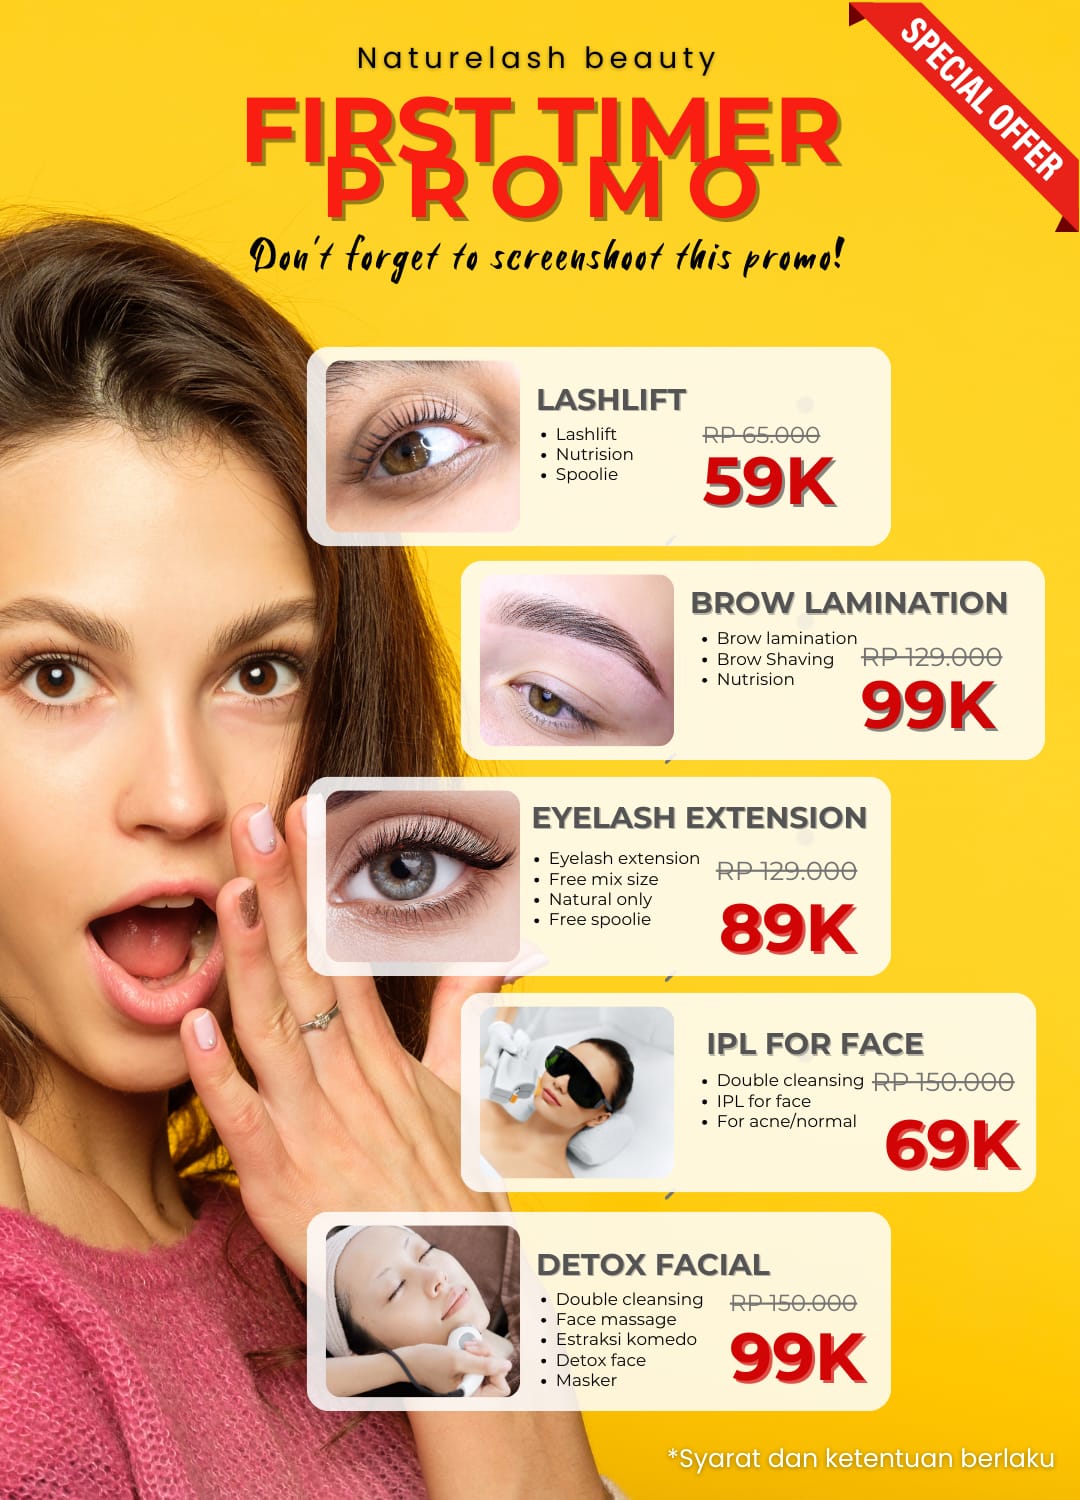 Naturelash beauty
FIRST TIMER
PROMO
Don't forget to screenshoot this promo!
SPECIAL OFFER
LASHLIFT
• Lashlift
• Nutrision
• Spoolie
RP 65.000
59K
BROW LAMINATION
• Brow lamination
• Brow Shaving
• Nutrision
RP 129.000
99K
EYELASH EXTENSION
• Eyelash extension
• Free mix size
• Natural only
• Free spoolie
RP 129.000
89K
IPL FOR FACE
• Double cleansing
• IPL for face
• For acne/normal
RP 150.000
69K
DETOX FACIAL
• Double cleansing
• Face massage
• Estraksi komedo
• Detox face
• Masker
RP 150.000
99K
*Syarat dan ketentuan berlaku